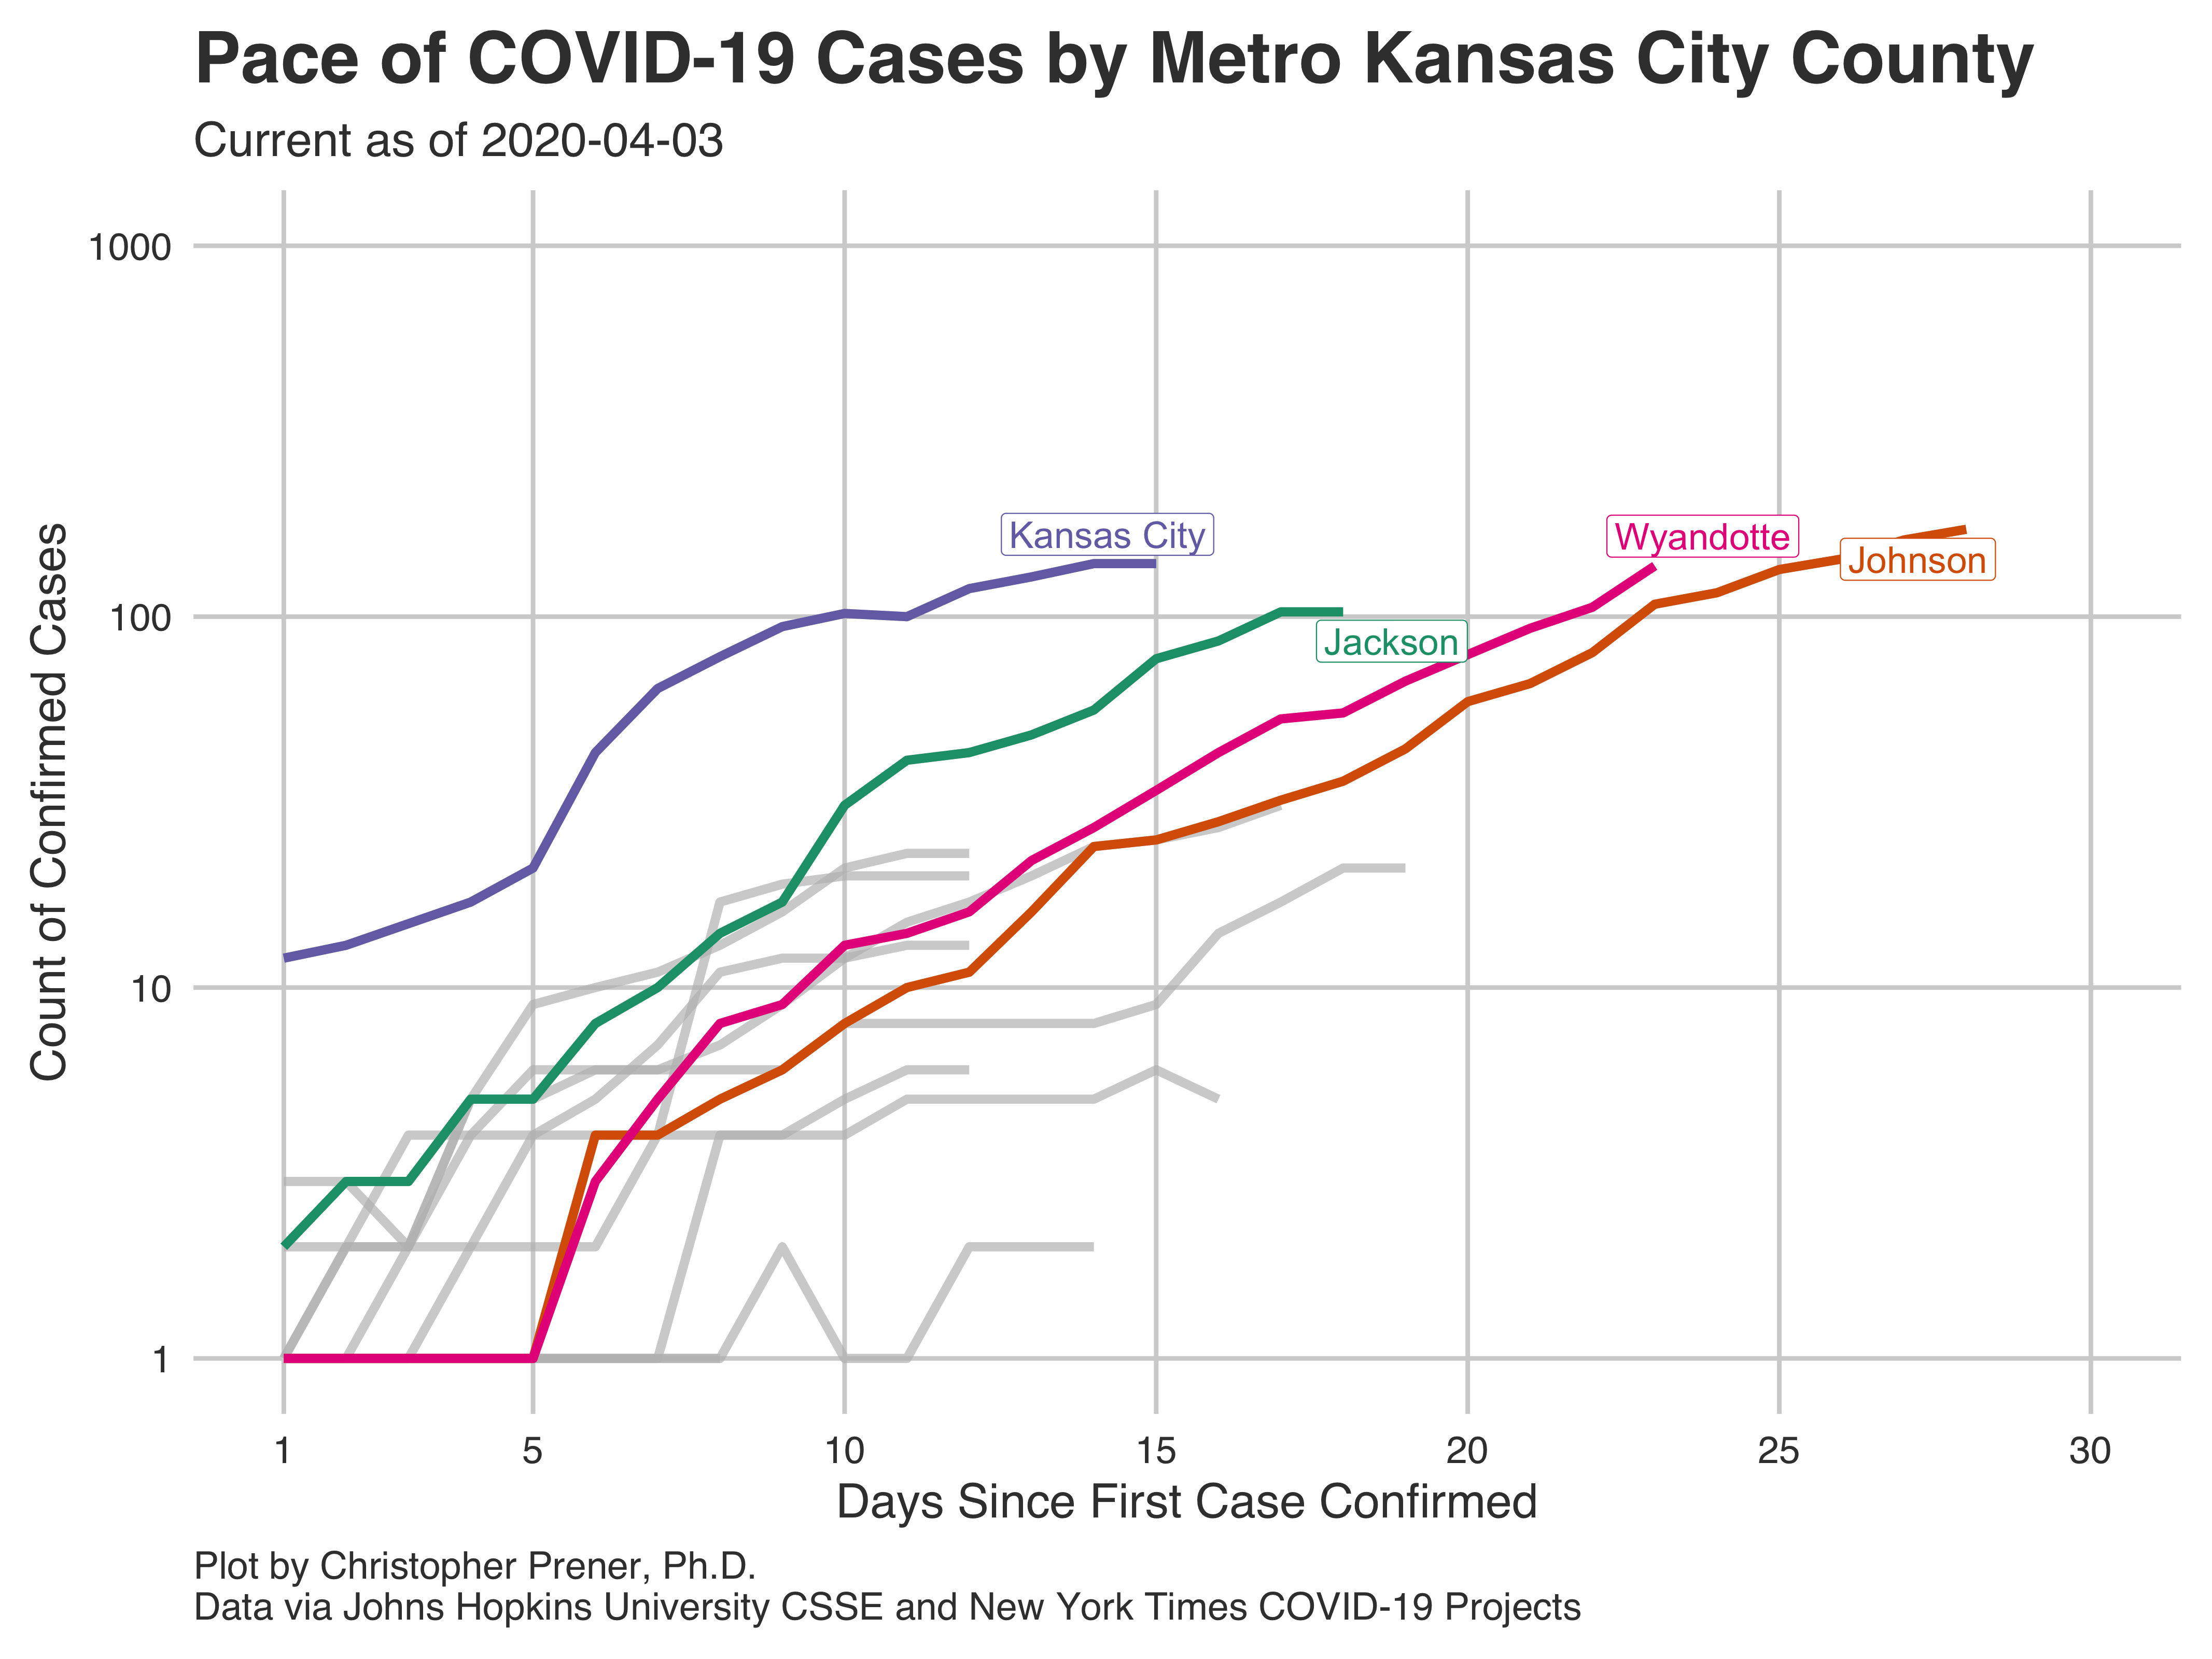 Pace of COVID-19 Cases by Metro Kansas City County
Current as of 2020-04-03
1000
100
10
1
Count of Confirmed Cases
Kansas City
Wyandotte
Johnson
Jackson
1 5 10 15 20 25 30
Days Since First Case Confirmed
Plot by Christopher Prener, Ph.D.
Data via Johns Hopkins University CSSE and New York Times COVID-19 Projects